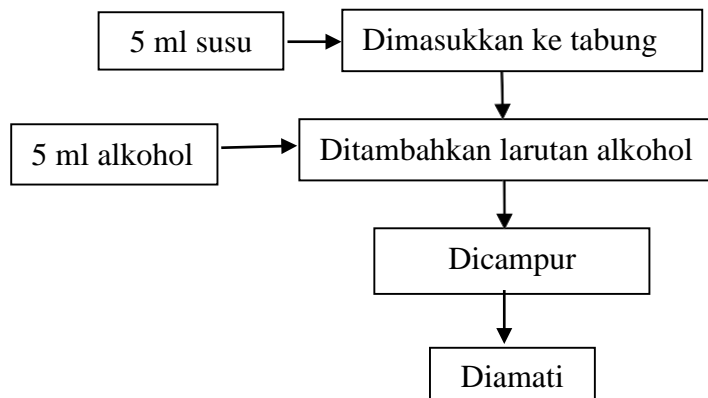 5 ml susu
Dimasukkan ke tabung
5 ml alkohol
Ditambahkan larutan alkohol
Dicampur
Diamati